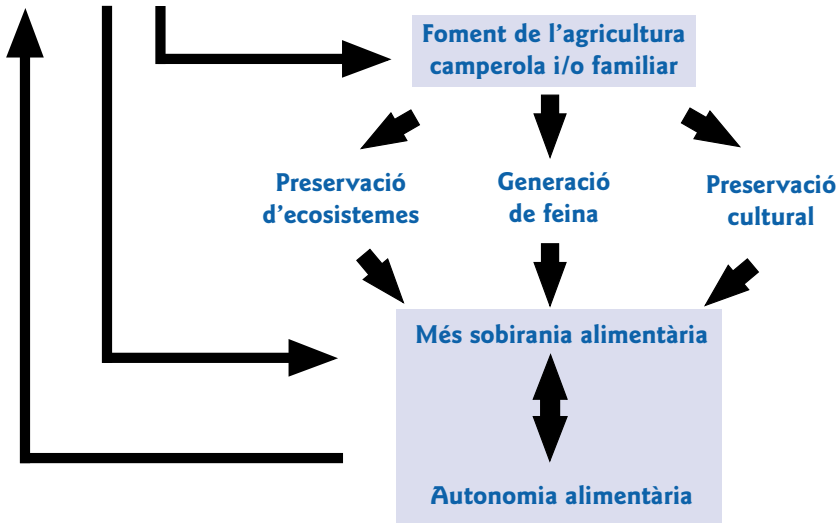 Foment de l'agricultura
camperola i/o familiar
Preservació
d'ecosistemes
Generació
de feina
Preservació
cultural
Més sobirania alimentària
Autonomia alimentària